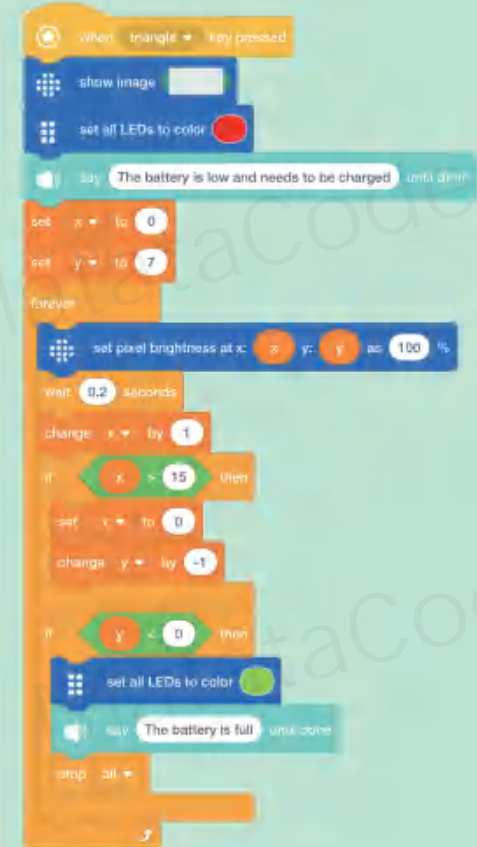 when triangle key pressed
show image
set all LEDs to color
say The battery is low and needs to be charged until done
set x to 0
set y to 7
forever
set pixel brightness at x: x y: y as 100 %
wait 0.2 seconds
change x by 1
if x > 15 then
set x to 0
change y by -1
if y < 0 then
set all LEDs to color
say The battery is full until done
stop all
MatataCode
MatataCode